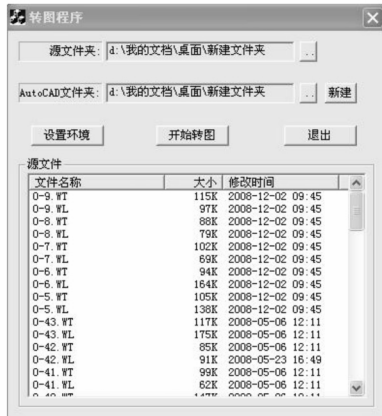 转图程序
源文件夹: d:\我的文档\桌面\新建文件夹 ..
AutoCAD文件夹: d:\我的文档\桌面\新建文件夹 .. 新建
设置环境 开始转图 退出
源文件
文件名称 大小 修改时间
0-9.WT 115K 2008-12-02 09:45
0-9.WL 97K 2008-12-02 09:45
0-8.WT 88K 2008-12-02 09:45
0-8.WL 79K 2008-12-02 09:45
0-7.WT 102K 2008-12-02 09:45
0-7.WL 69K 2008-12-02 09:45
0-6.WT 94K 2008-12-02 09:45
0-6.WL 164K 2008-12-02 09:45
0-5.WT 105K 2008-12-02 09:45
0-5.WL 138K 2008-12-02 09:45
0-43.WT 117K 2008-05-06 12:11
0-43.WL 175K 2008-05-06 12:11
0-42.WT 85K 2008-05-06 12:11
0-42.WL 91K 2008-05-23 16:49
0-41.WT 99K 2008-05-06 12:11
0-41.WL 62K 2008-05-06 12:11